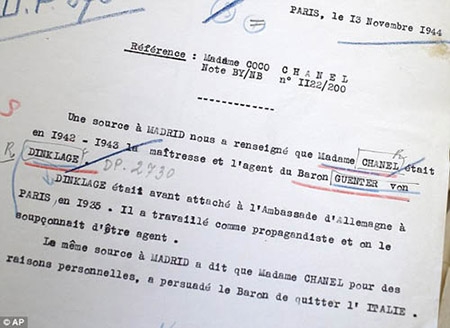 PARIS, le 13 Novembre 1944
Référence : Madame COCO CHANEL
Note BY/NB n° 1122/200
Une source à MADRID nous a renseigné que Madame CHANEL était
en 1942 - 1943 la maîtresse et l'agent du Baron GUENTER von
DINKLAGE. DP-2730
DINKLAGE était avant attaché à l'Ambassade d'Allemagne à
PARIS, en 1935. Il a travaillé comme propagandiste et on le
soupçonnait d'être agent.
Le même source à MADRID a dit que Madame CHANEL pour des
raisons personnelles, a persuadé le Baron de quitter l' ITALIE.
© AP